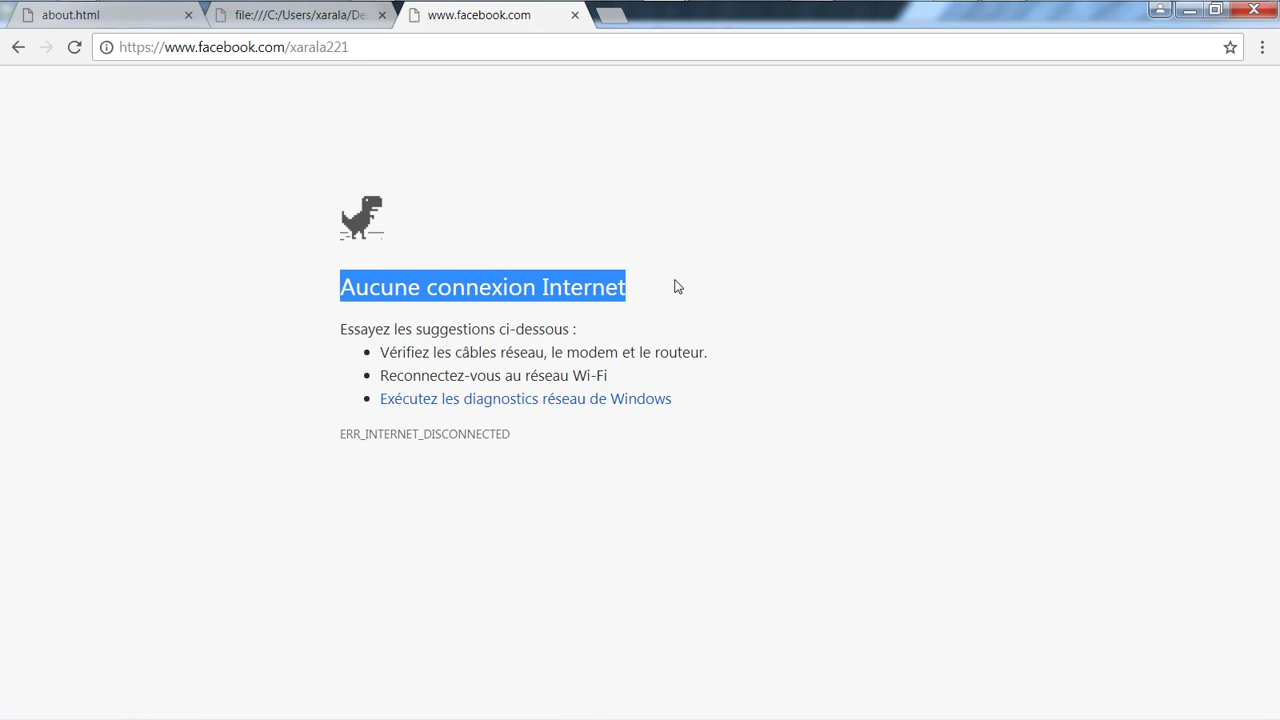 about.html
file:///C:/Users/xarala/De
www.facebook.com
https://www.facebook.com/xarala221
Aucune connexion Internet
Essayez les suggestions ci-dessous :
Vérifiez les câbles réseau, le modem et le routeur.
Reconnectez-vous au réseau Wi-Fi
Exécutez les diagnostics réseau de Windows
ERR_INTERNET_DISCONNECTED